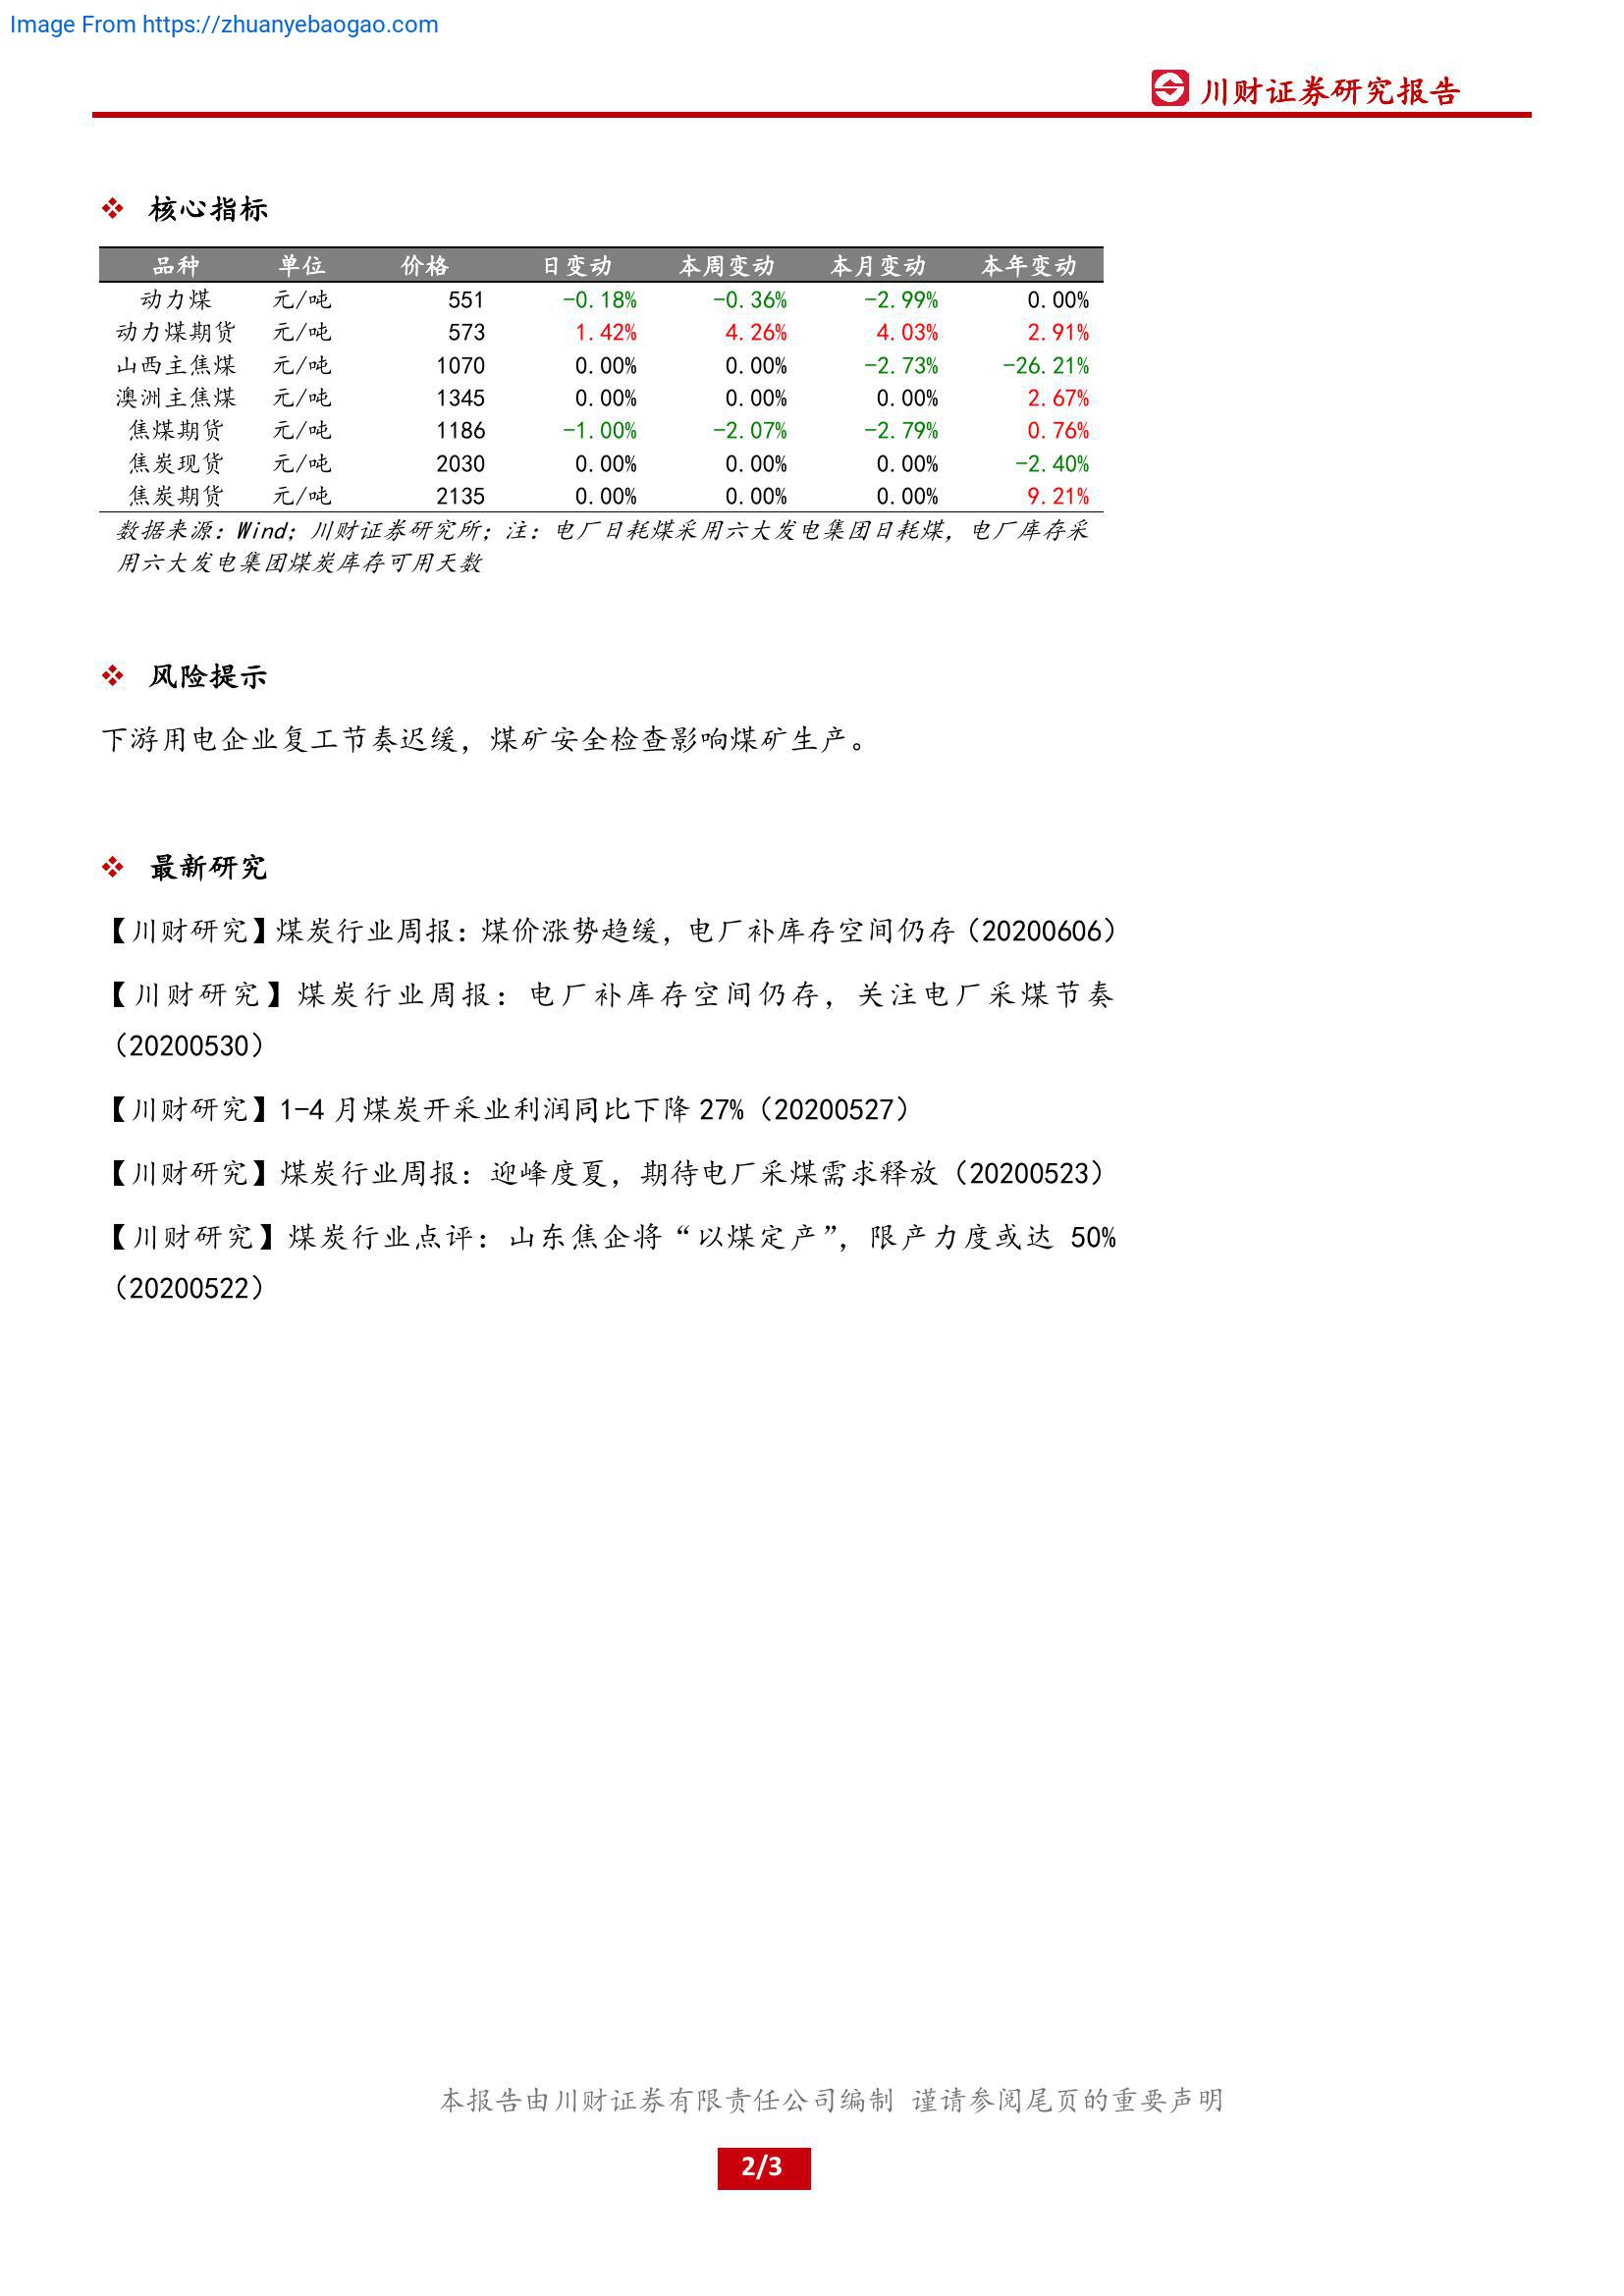 Image From https://zhuanyebaogao.com
川财证券研究报告
核心指标
品种 单位 价格 日变动 本周变动 本月变动 本年变动
动力煤 元/吨 551 -0.18% -0.36% -2.99% 0.00%
动力煤期货 元/吨 573 1.42% 4.26% 4.03% 2.91%
山西主焦煤 元/吨 1070 0.00% 0.00% -2.73% -26.21%
澳洲主焦煤 元/吨 1345 0.00% 0.00% 0.00% 2.67%
焦煤期货 元/吨 1186 -1.00% -2.07% -2.79% 0.76%
焦炭现货 元/吨 2030 0.00% 0.00% 0.00% -2.40%
焦炭期货 元/吨 2135 0.00% 0.00% 0.00% 9.21%
数据来源：Wind；川财证券研究所；注：电厂日耗煤采用六大发电集团日耗煤，电厂库存采
用六大发电集团煤炭库存可用天数
风险提示
下游用电企业复工节奏迟缓，煤矿安全检查影响煤矿生产。
最新研究
【川财研究】煤炭行业周报：煤价涨势趋缓，电厂补库存空间仍存（20200606）
【川财研究】煤炭行业周报：电厂补库存空间仍存，关注电厂采煤节奏
（20200530）
【川财研究】1-4 月煤炭开采业利润同比下降 27%（20200527）
【川财研究】煤炭行业周报：迎峰度夏，期待电厂采煤需求释放（20200523）
【川财研究】煤炭行业点评：山东焦企将“以煤定产”，限产力度或达 50%
（20200522）
本报告由川财证券有限责任公司编制 谨请参阅尾页的重要声明
2/3